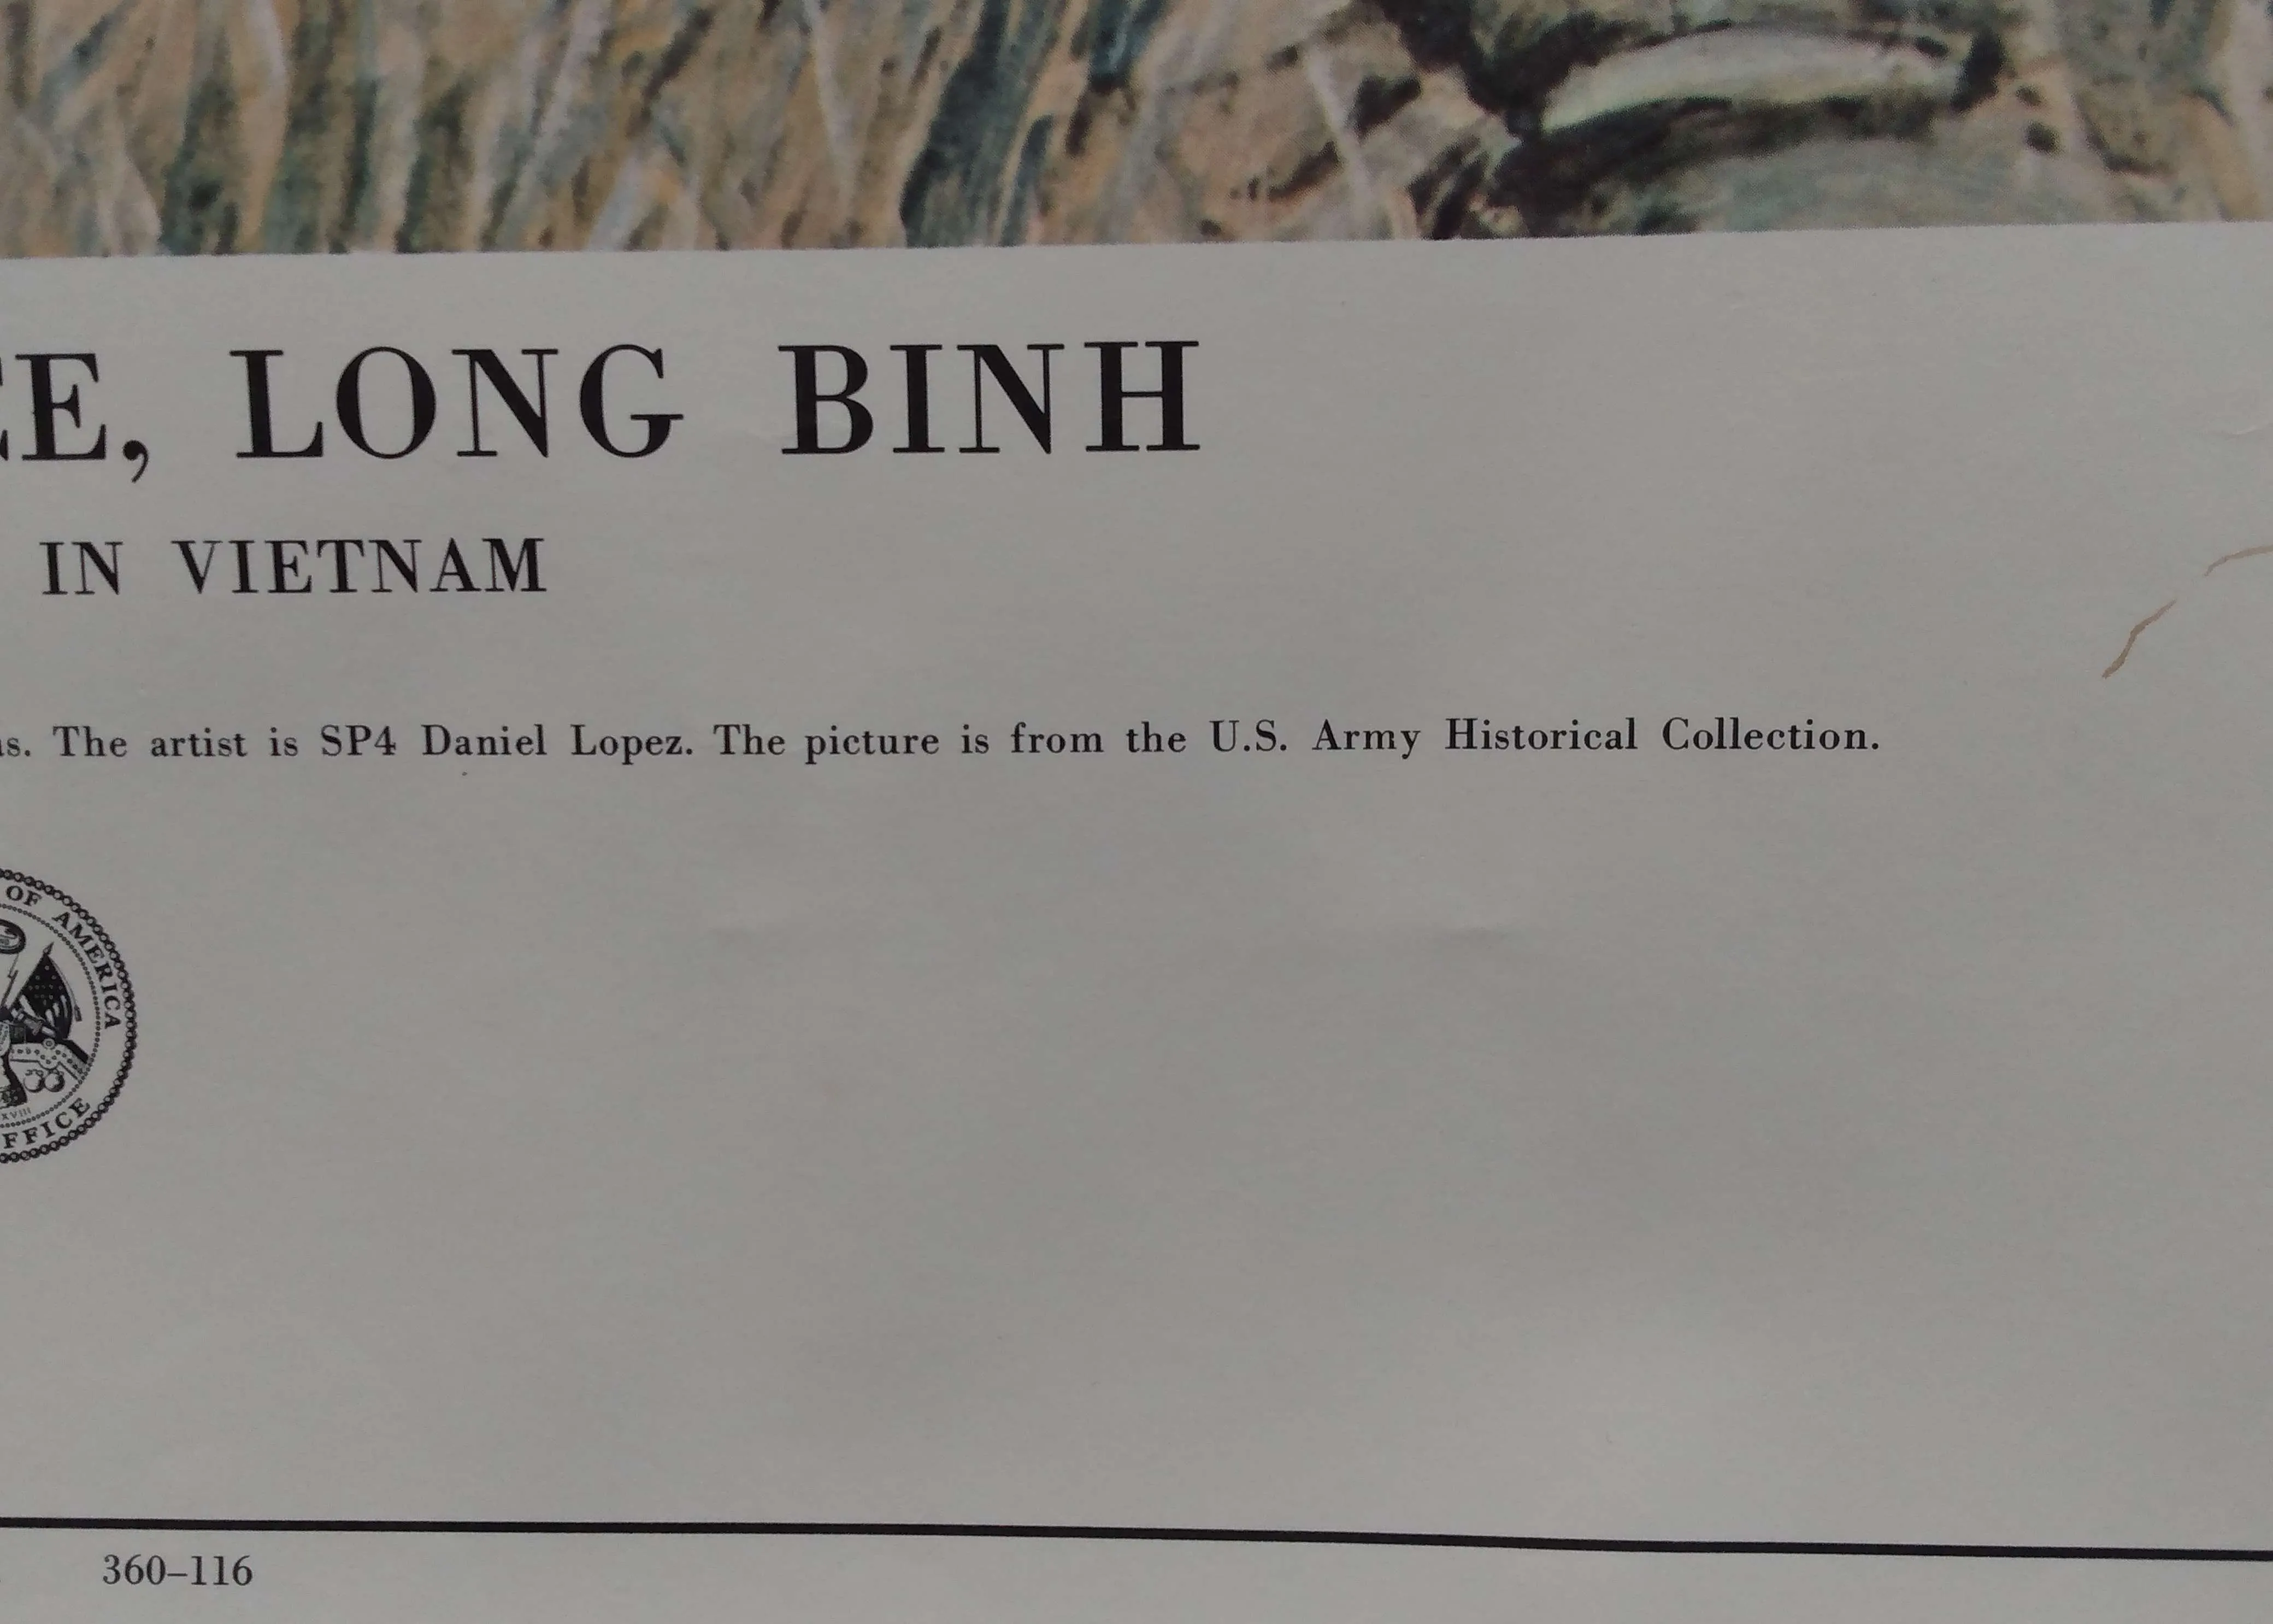 E, LONG BINH
IN VIETNAM
s. The artist is SP4 Daniel Lopez. The picture is from the U.S. Army Historical Collection.
OF AMERICA
XVIII
FFICE
360–116